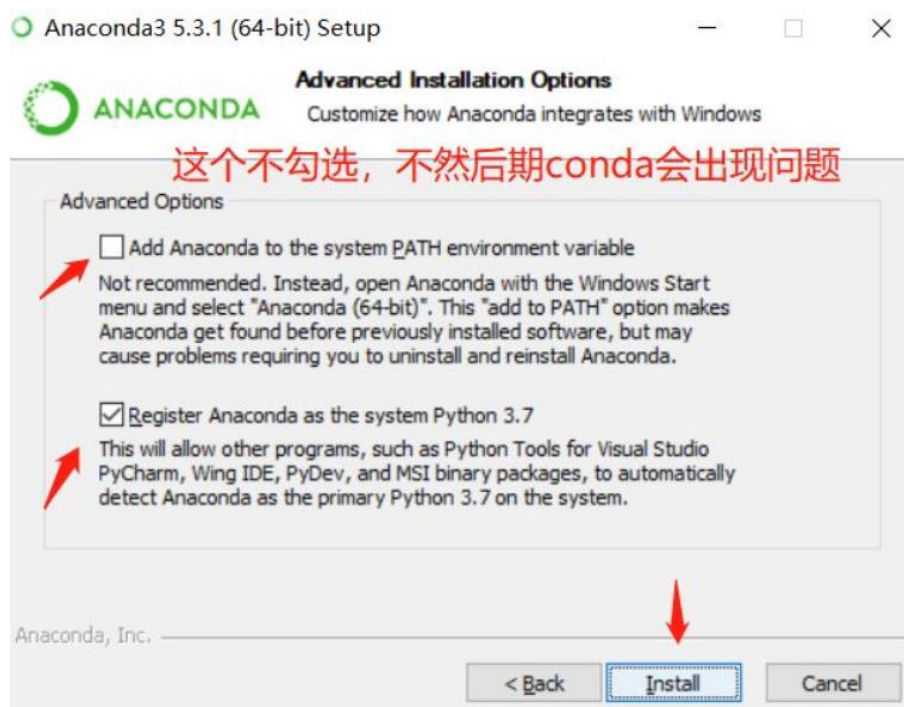 Anaconda3 5.3.1 (64-bit) Setup
ANACONDA
Advanced Installation Options
Customize how Anaconda integrates with Windows
这个不勾选，不然后期conda会出现问题
Advanced Options
Add Anaconda to the system PATH environment variable
Not recommended. Instead, open Anaconda with the Windows Start
menu and select "Anaconda (64-bit)". This "add to PATH" option makes
Anaconda get found before previously installed software, but may
cause problems requiring you to uninstall and reinstall Anaconda.
Register Anaconda as the system Python 3.7
This will allow other programs, such as Python Tools for Visual Studio
PyCharm, Wing IDE, PyDev, and MSI binary packages, to automatically
detect Anaconda as the primary Python 3.7 on the system.
Anaconda, Inc.
< Back
Install
Cancel